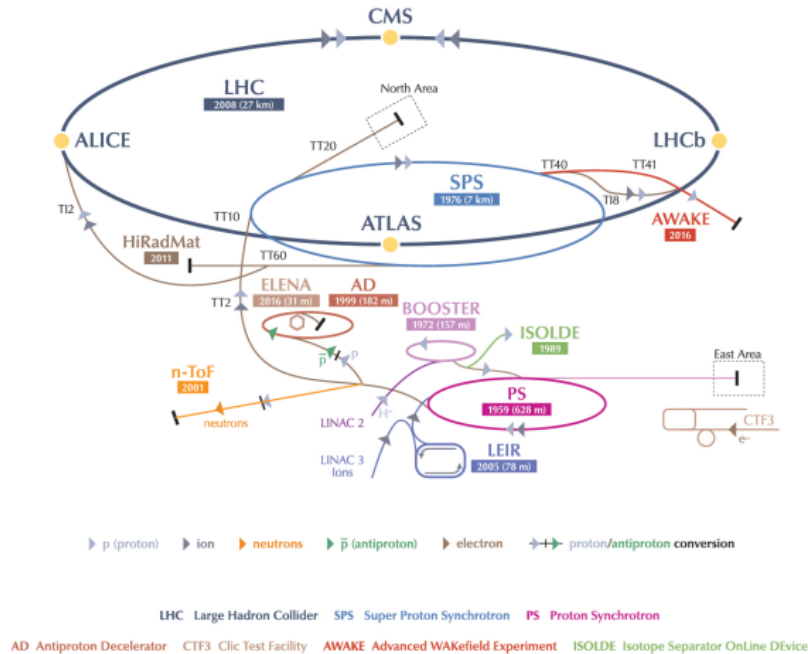 CMS
LHC
2008 (27 km)
North Area
ALICE
LHCb
TT20
TT40
TT41
SPS
1976 (7 km)
TI2
TT10
TI8
ATLAS
AWAKE
2016
HiRadMat
2011
TT60
ELENA
2016 (31 m)
AD
1999 (182 m)
TT2
BOOSTER
1972 (157 m)
ISOLDE
1989
p̄
p
East Area
n-ToF
2001
PS
1959 (628 m)
H+
LINAC 2
neutrons
CTF3
e-
LINAC 3
Ions
LEIR
2005 (78 m)
p (proton) ion neutrons p̄ (antiproton) electron proton/antiproton conversion
LHC Large Hadron Collider SPS Super Proton Synchrotron PS Proton Synchrotron
AD Antiproton Decelerator CTF3 Clic Test Facility AWAKE Advanced WAKefield Experiment ISOLDE Isotope Separator OnLine DEvice